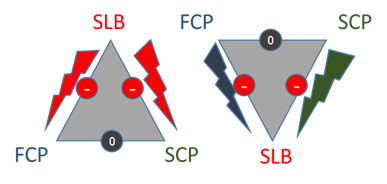 SLB FCP SCP
- - - -
0
0
FCP SCP SLB